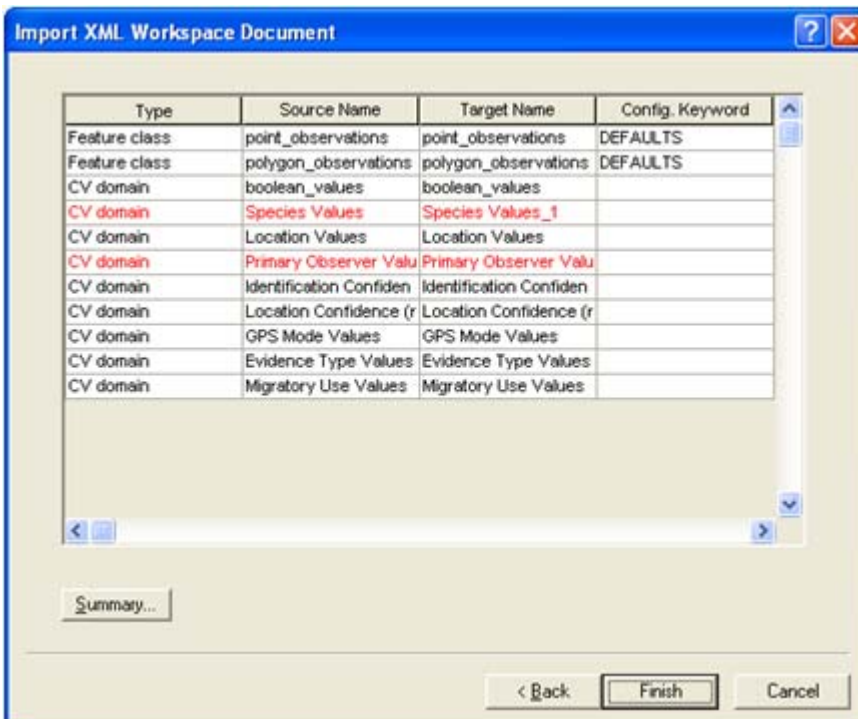 Import XML Workspace Document
Type Source Name Target Name Config. Keyword
Feature class point_observations point_observations DEFAULTS
Feature class polygon_observations polygon_observations DEFAULTS
CV domain boolean_values boolean_values
CV domain Species Values Species Values_1
CV domain Location Values Location Values
CV domain Primary Observer Valu Primary Observer Valu
CV domain Identification Confiden Identification Confiden
CV domain Location Confidence (r Location Confidence (r
CV domain GPS Mode Values GPS Mode Values
CV domain Evidence Type Values Evidence Type Values
CV domain Migratory Use Values Migratory Use Values
Summary...
< Back Finish Cancel